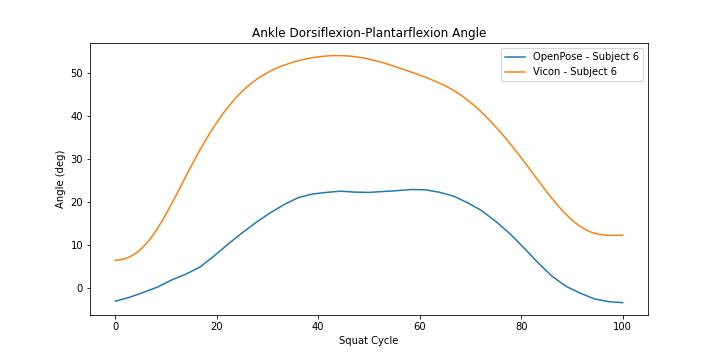 Ankle Dorsiflexion-Plantarflexion Angle
OpenPose - Subject 6
Vicon - Subject 6
Angle (deg)
50
40
30
20
10
0
0 20 40 60 80 100
Squat Cycle